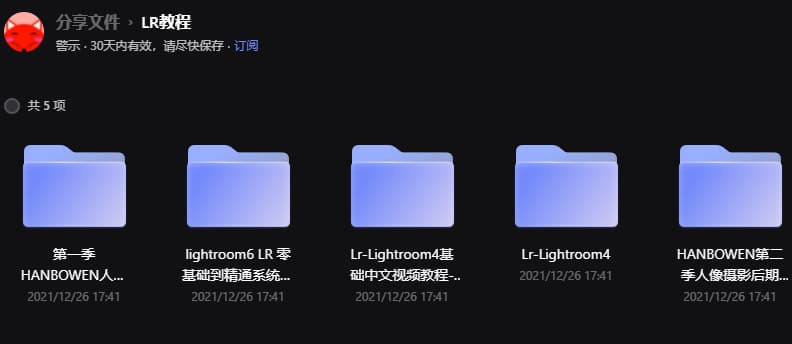 分享文件 › LR教程
警示 · 30天内有效，请尽快保存 · 订阅
共 5 项
第一季
HANBOWEN人...
2021/12/26 17:41
lightroom6 LR 零
基础到精通系统...
2021/12/26 17:41
Lr-Lightroom4基
础中文视频教程-...
2021/12/26 17:41
Lr-Lightroom4
2021/12/26 17:41
HANBOWEN第二
季人像摄影后期...
2021/12/26 17:41